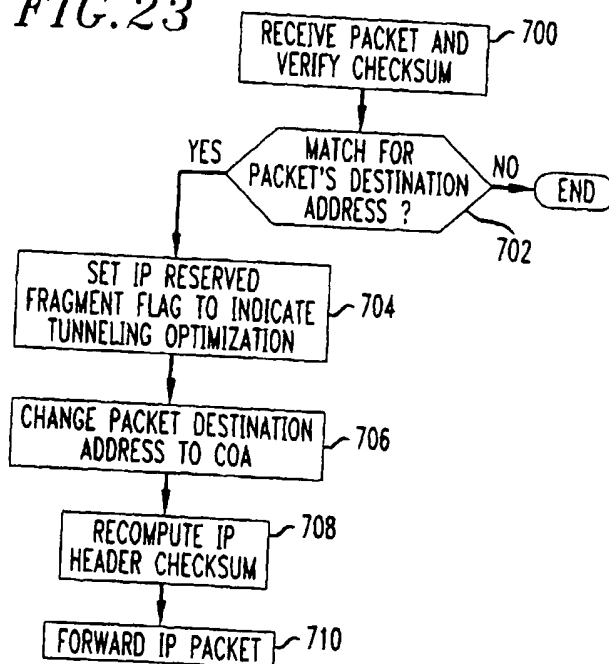 FIG. 23
RECEIVE PACKET AND
VERIFY CHECKSUM
700
YES
MATCH FOR
PACKET'S DESTINATION
ADDRESS ?
NO
END
702
SET IP RESERVED
FRAGMENT FLAG TO INDICATE
TUNNELING OPTIMIZATION
704
CHANGE PACKET DESTINATION
ADDRESS TO COA
706
RECOMPUTE IP
HEADER CHECKSUM
708
FORWARD IP PACKET
710